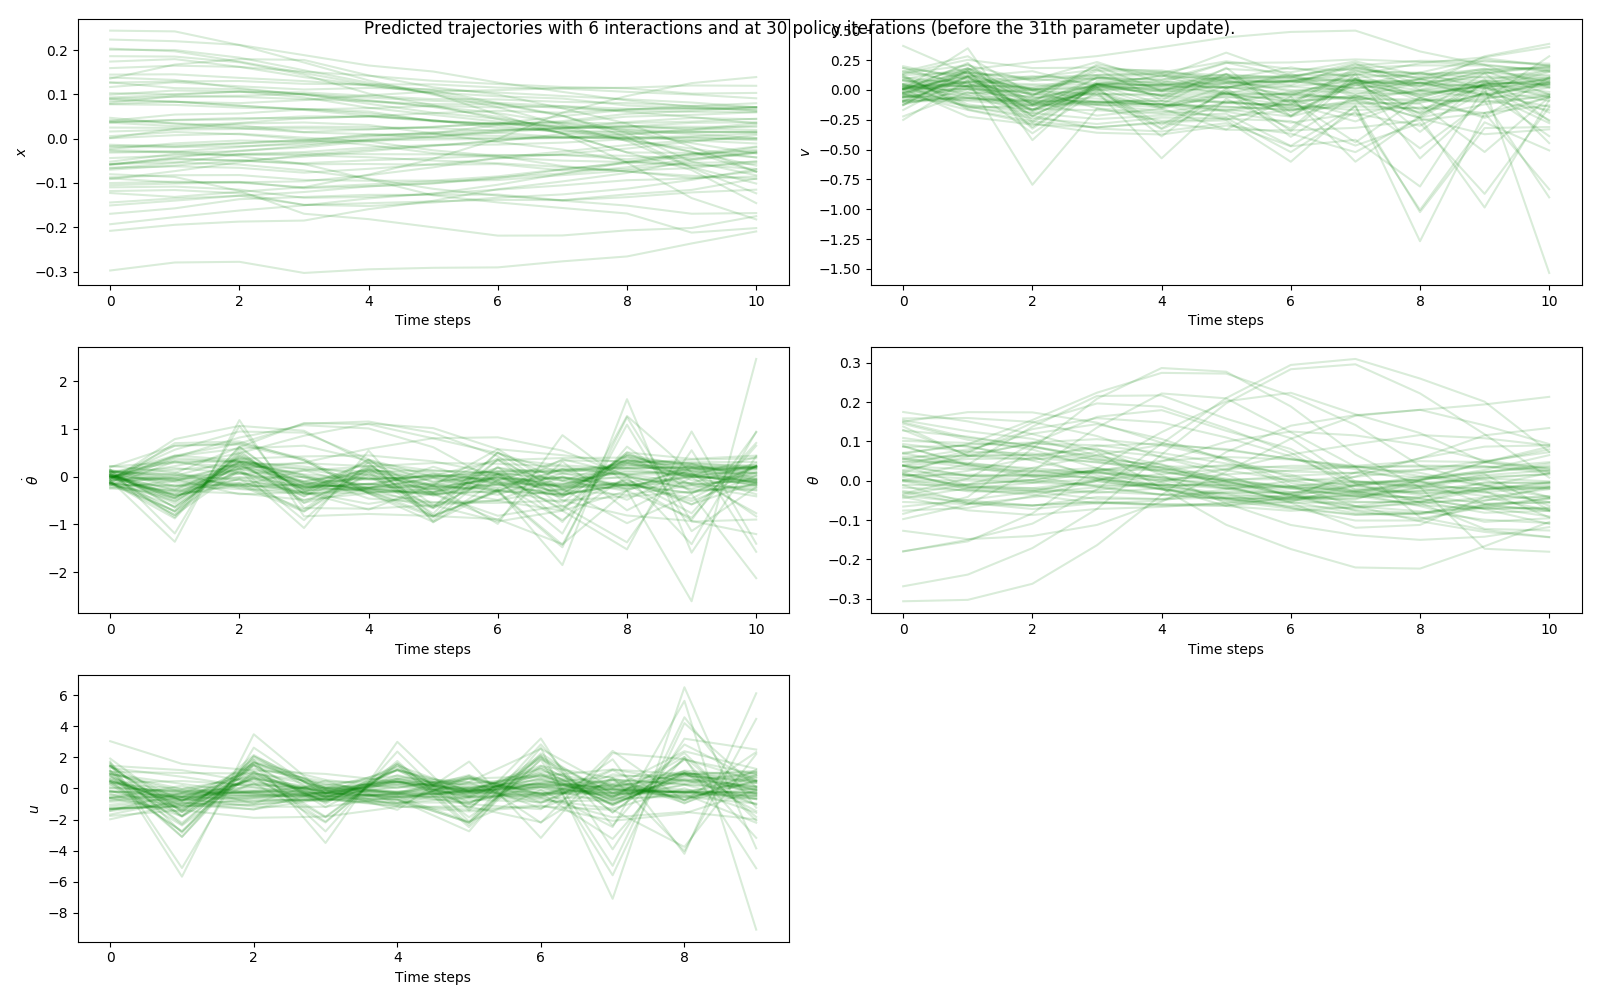 Predicted trajectories with 6 interactions and at 30 policy iterations (before the 31th parameter update).
0.2
0.1
0.0
−0.1
−0.2
−0.3
x
0 2 4 6 8 10
Time steps
0.50
0.25
0.00
−0.25
−0.50
−0.75
−1.00
−1.25
−1.50
v
0 2 4 6 8 10
Time steps
2
1
0
−1
−2
θ̇
0 2 4 6 8 10
Time steps
0.3
0.2
0.1
0.0
−0.1
−0.2
−0.3
θ
0 2 4 6 8 10
Time steps
6
4
2
0
−2
−4
−6
−8
u
0 2 4 6 8
Time steps